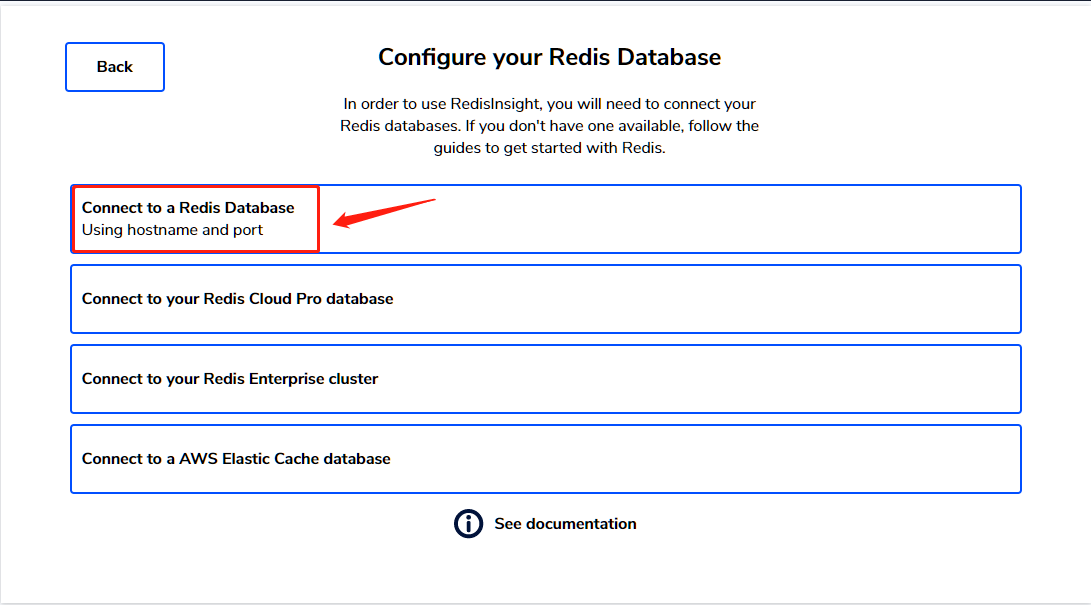 Back
Configure your Redis Database
In order to use RedisInsight, you will need to connect your
Redis databases. If you don't have one available, follow the
guides to get started with Redis.
Connect to a Redis Database
Using hostname and port
Connect to your Redis Cloud Pro database
Connect to your Redis Enterprise cluster
Connect to a AWS Elastic Cache database
See documentation